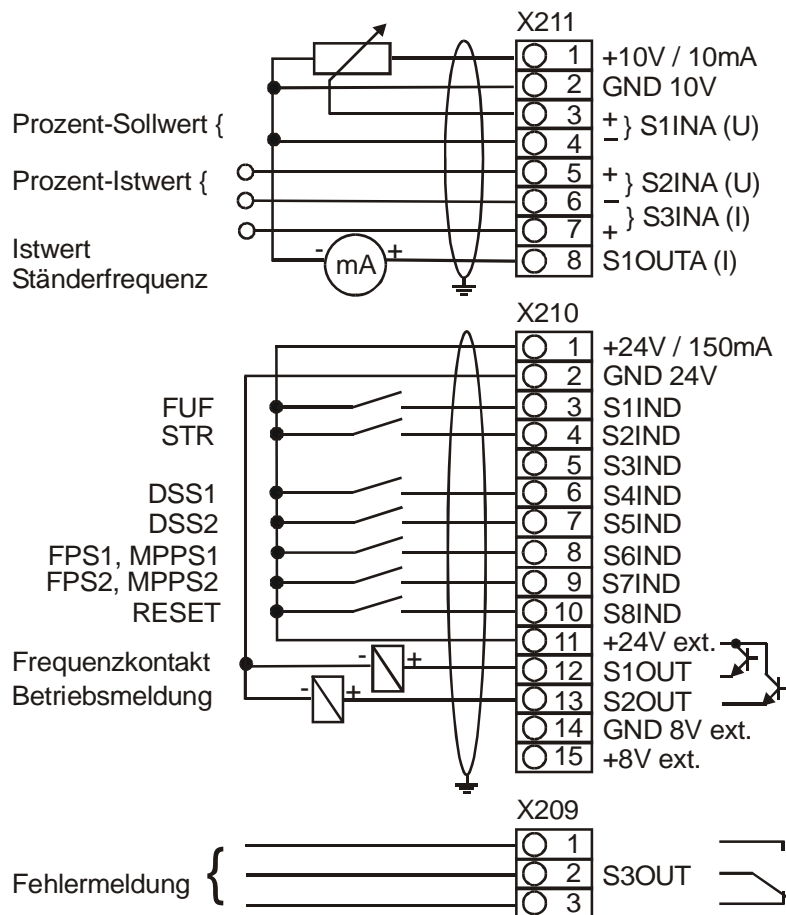 X211
1 +10V / 10mA
2 GND 10V
Prozent-Sollwert { 3 + } S1INA (U)
4 –
Prozent-Istwert { 5 + } S2INA (U)
6 – } S3INA (I)
7 +
Istwert
Ständerfrequenz - mA + 8 S1OUTA (I)
X210
1 +24V / 150mA
2 GND 24V
FUF 3 S1IND
STR 4 S2IND
5 S3IND
DSS1 6 S4IND
DSS2 7 S5IND
FPS1, MPPS1 8 S6IND
FPS2, MPPS2 9 S7IND
RESET 10 S8IND
11 +24V ext.
Frequenzkontakt - + 12 S1OUT
Betriebsmeldung - + 13 S2OUT
14 GND 8V ext.
15 +8V ext.
X209
1
Fehlermeldung { 2 S3OUT
3